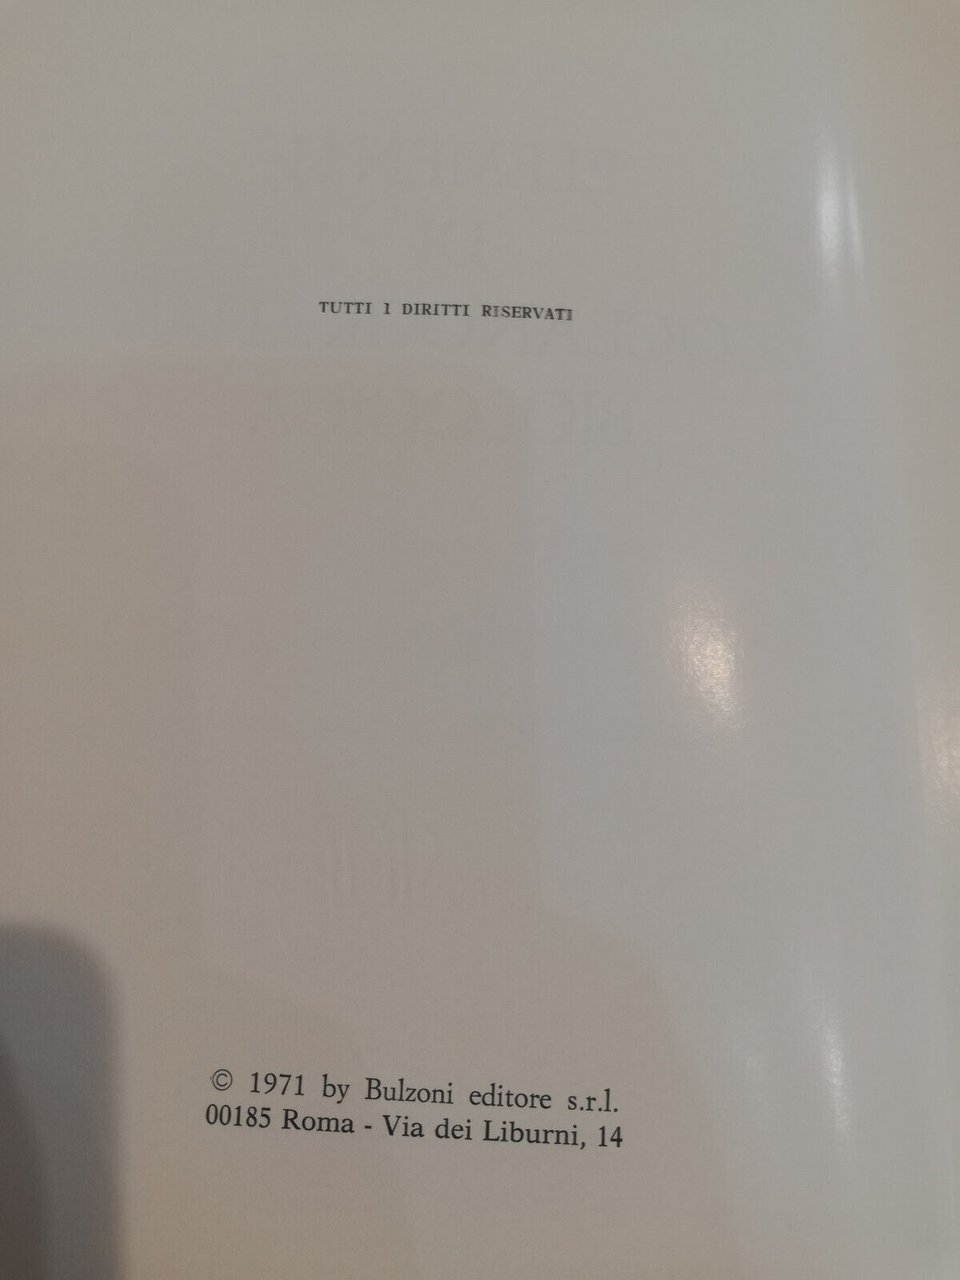 TUTTI I DIRITTI RISERVATI
© 1971 by Bulzoni editore s.r.l.
00185 Roma - Via dei Liburni, 14